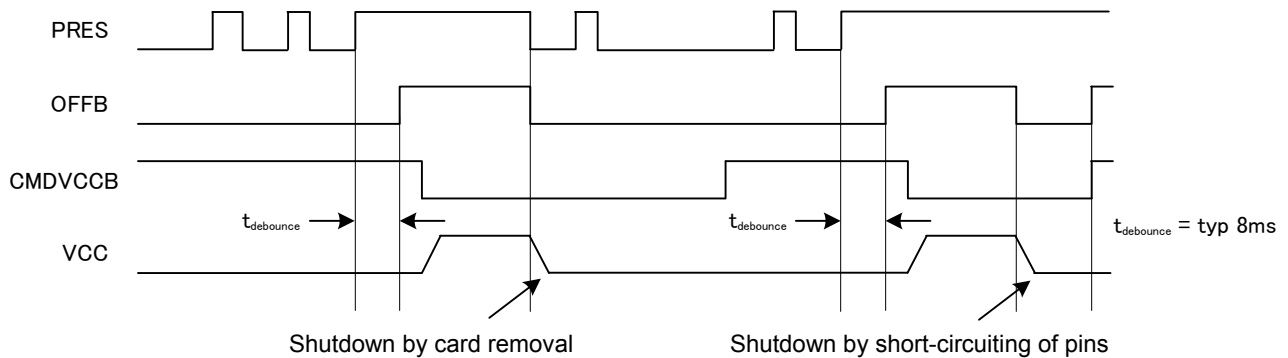 PRES
OFFB
CMDVCCB
tdebounce
tdebounce
tdebounce = typ 8ms
VCC
Shutdown by card removal
Shutdown by short-circuiting of pins